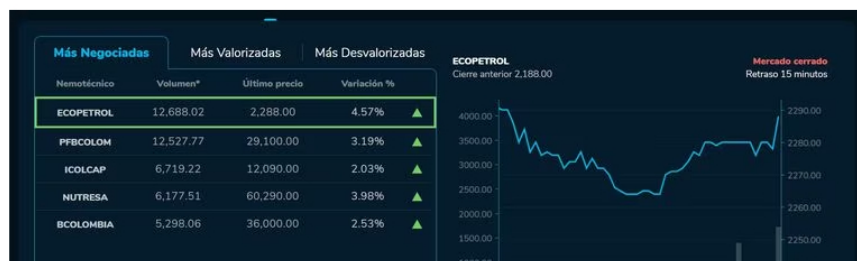 Más Negociadas Más Valorizadas Más Desvalorizadas
Nemotécnico Volumen* Último precio Variación %
ECOPETROL 12,688.02 2,288.00 4.57%
PFBCOLOM 12,527.77 29,100.00 3.19%
ICOLCAP 6,719.22 12,090.00 2.03%
NUTRESA 6,177.51 60,290.00 3.98%
BCOLOMBIA 5,298.06 36,000.00 2.53%
ECOPETROL Mercado cerrado
Cierre anterior 2,188.00 Retraso 15 minutos
4000.00 2290.00
3500.00 2280.00
3000.00 2270.00
2500.00
2000.00 2260.00
1500.00 2250.00